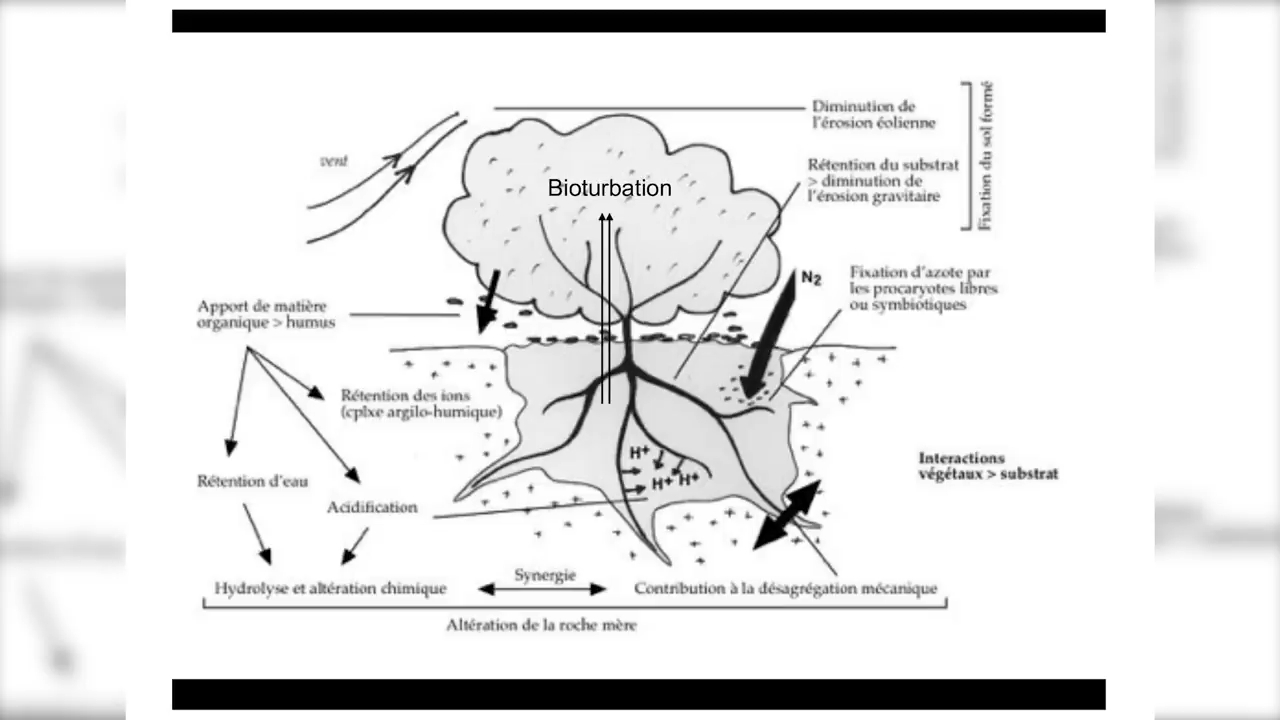 Diminution de
l'érosion éolienne
Fixation du sol formé
vent
Rétention du substrat
> diminution de
l'érosion gravitaire
Bioturbation
N2
Fixation d'azote par
les procaryotes libres
ou symbiotiques
Apport de matière
organique > humus
Rétention des ions
(cplxe argilo-humique)
H+
H+ H+
Interactions
végétaux > substrat
Rétention d'eau
Acidification
Synergie
Hydrolyse et altération chimique
Contribution à la désagrégation mécanique
Altération de la roche mère